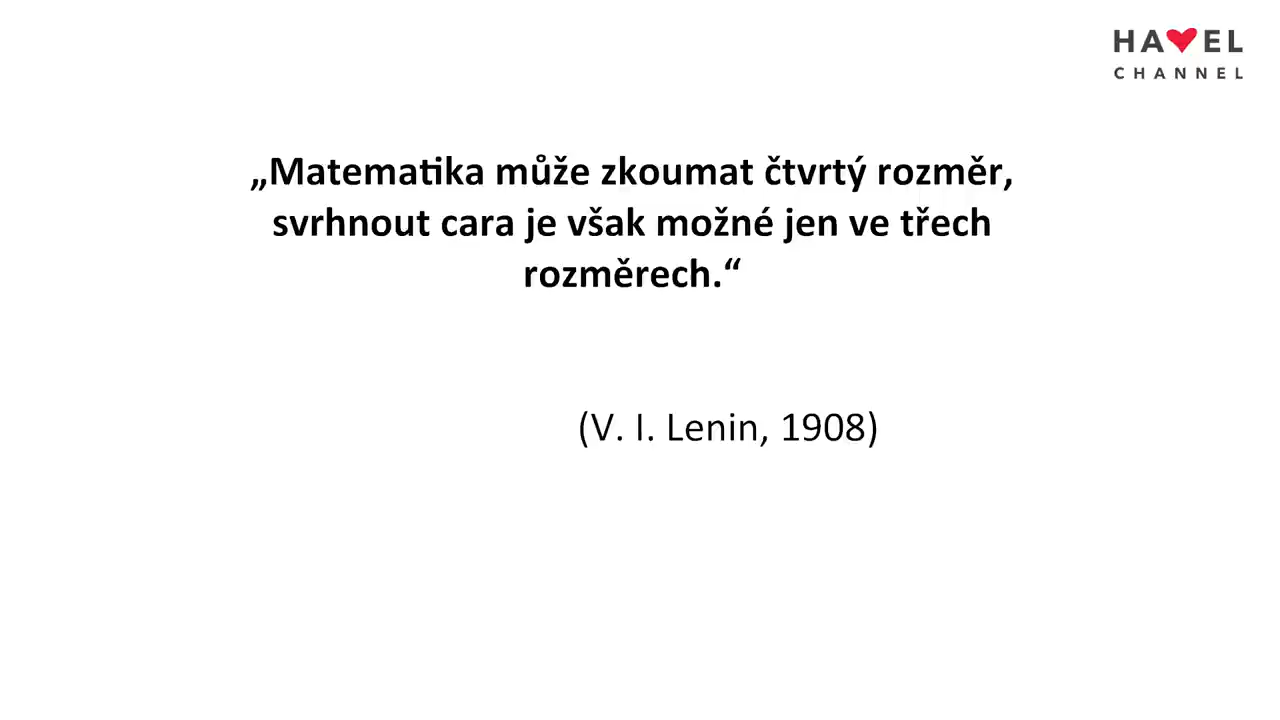 HAVEL
CHANNEL
„Matematika může zkoumat čtvrtý rozměr,
svrhnout cara je však možné jen ve třech
rozměrech.“
(V. I. Lenin, 1908)